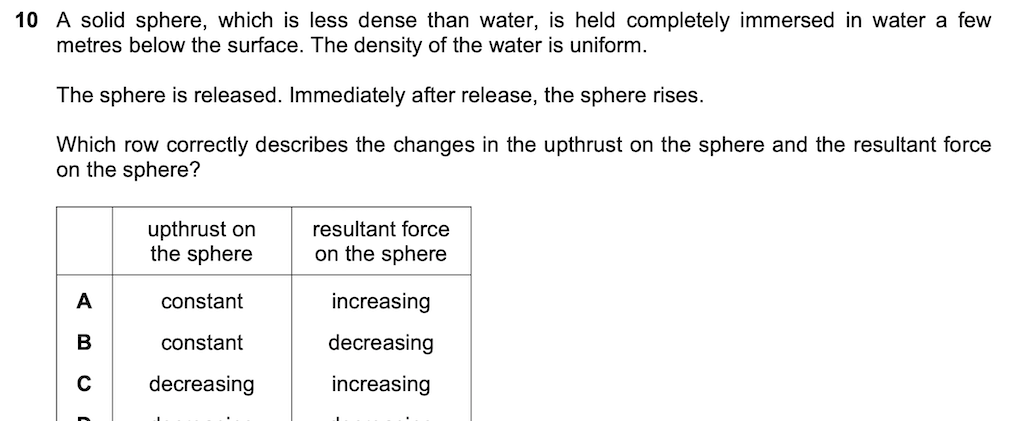 10 A solid sphere, which is less dense than water, is held completely immersed in water a few
metres below the surface. The density of the water is uniform.
The sphere is released. Immediately after release, the sphere rises.
Which row correctly describes the changes in the upthrust on the sphere and the resultant force
on the sphere?
upthrust on resultant force
the sphere on the sphere
A constant increasing
B constant decreasing
C decreasing increasing